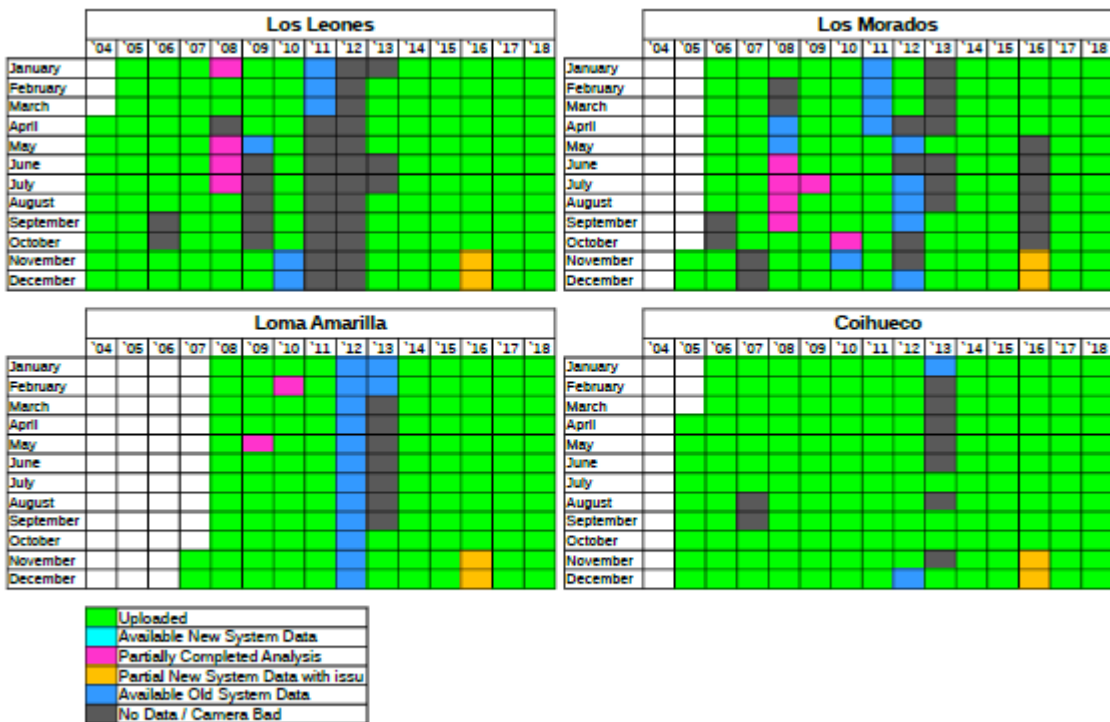 Los Leones
`04 `05 `06 `07 `08 `09 `10 `11 `12 `13 `14 `15 `16 `16 `18
January
February
March
April
May
June
July
August
September
October
November
December
Los Morados
`04 `05 `06 `07 `08 `09 `10 `11 `12 `13 `14 `15 `16 `16 `18
January
February
March
April
May
June
July
August
September
October
November
December
Loma Amarilla
`04 `05 `06 `07 `08 `09 `10 `11 `12 `13 `14 `15 `16 `16 `18
January
February
March
April
May
June
July
August
September
October
November
December
Coihueco
`04 `05 `06 `07 `08 `09 `10 `11 `12 `13 `14 `15 `16 `16 `18
January
February
March
April
May
June
July
August
September
October
November
December
Uploaded
Available New System Data
Partially Completed Analysis
Partial New System Data with issu
Available Old System Data
No Data / Camera Bad